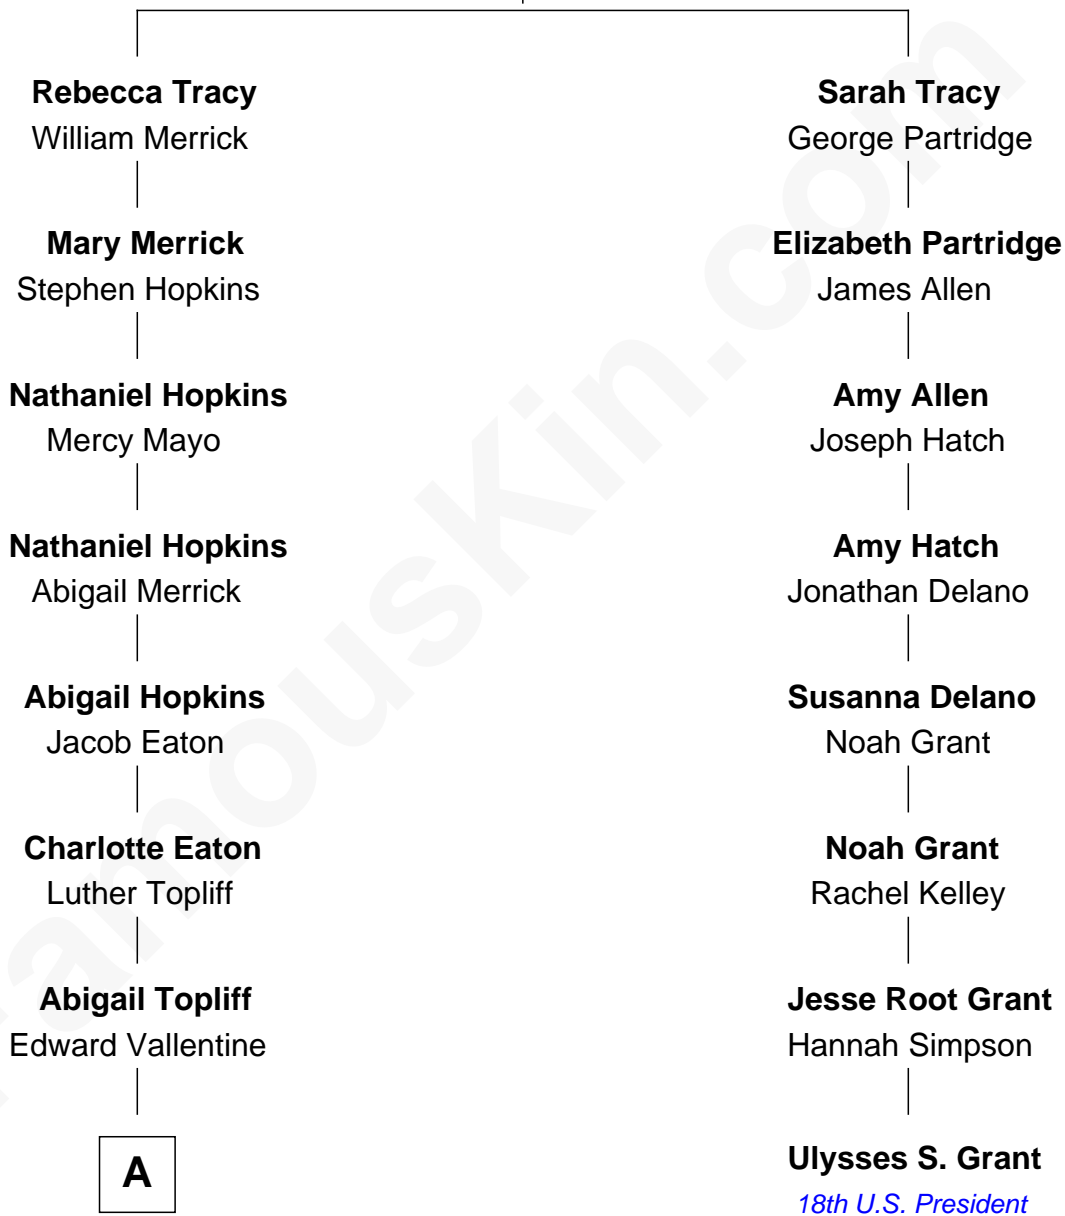 Rebecca Tracy
William Merrick
Sarah Tracy
George Partridge
Mary Merrick
Stephen Hopkins
Elizabeth Partridge
James Allen
Nathaniel Hopkins
Mercy Mayo
Amy Allen
Joseph Hatch
Nathaniel Hopkins
Abigail Merrick
Amy Hatch
Jonathan Delano
Abigail Hopkins
Jacob Eaton
Susanna Delano
Noah Grant
Charlotte Eaton
Luther Topliff
Noah Grant
Rachel Kelley
Abigail Topliff
Edward Vallentine
Jesse Root Grant
Hannah Simpson
A
Ulysses S. Grant
18th U.S. President
FamousKin.com